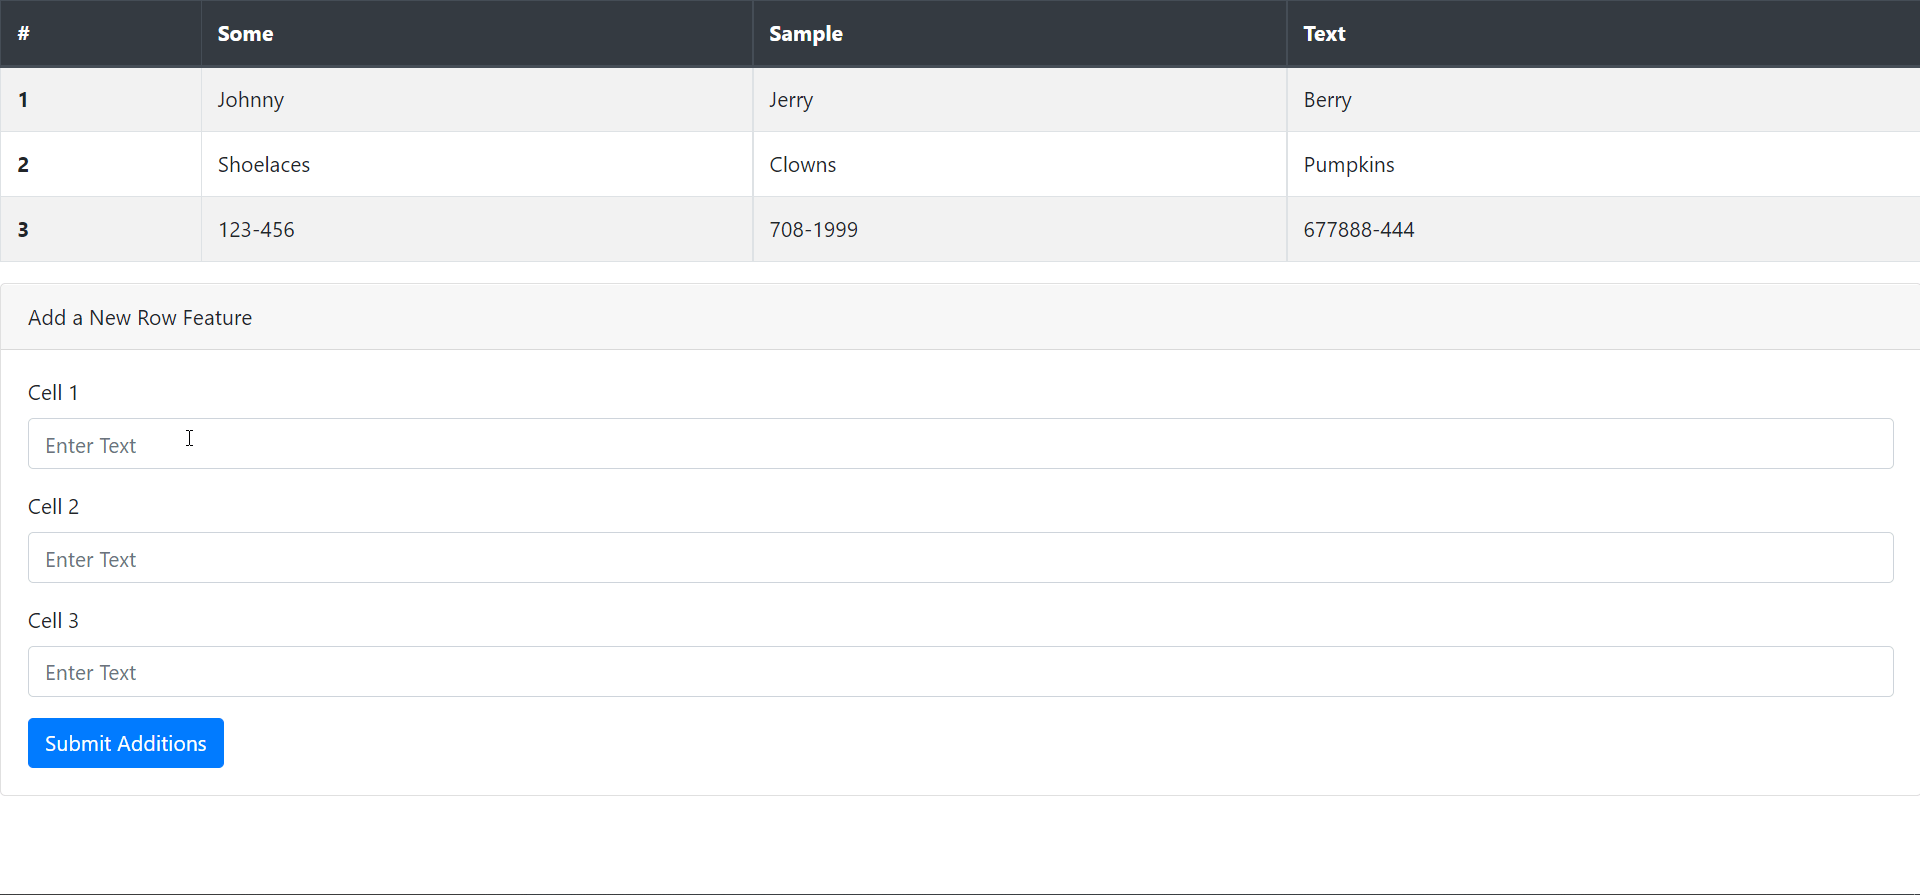 # Some Sample Text
1 Johnny Jerry Berry
2 Shoelaces Clowns Pumpkins
3 123-456 708-1999 677888-444
Add a New Row Feature
Cell 1
Enter Text
Cell 2
Enter Text
Cell 3
Enter Text
Submit Additions